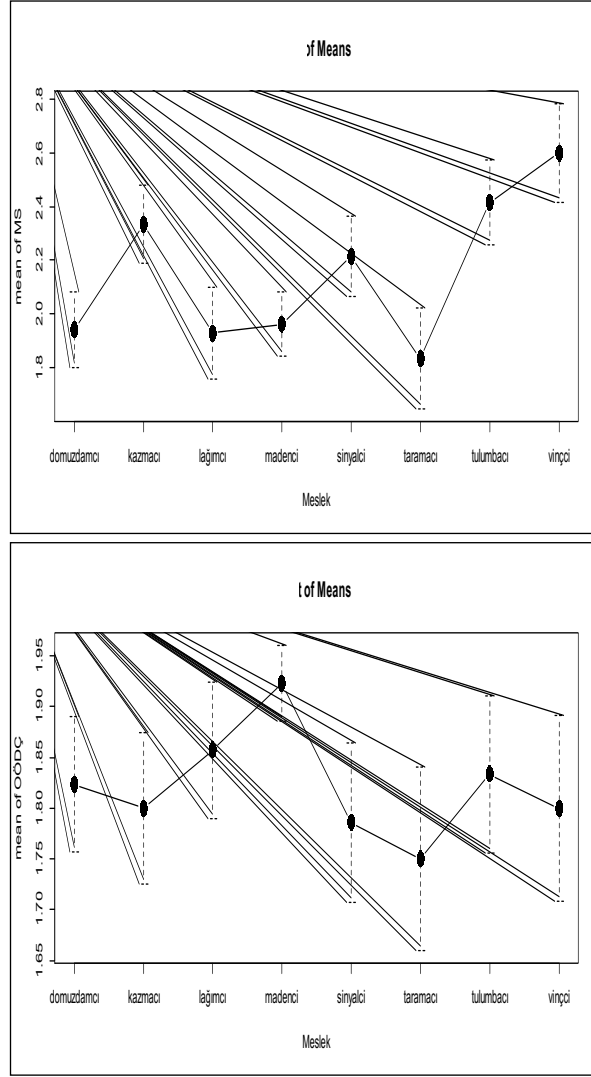 of Means
mean of MS
2.8
2.6
2.4
2.2
2.0
1.8
domuzdamcı kazmacı lağımcı madenci sinyalci taramacı tulumbacı vinçci
Meslek
t of Means
mean of OÖDÇ
1.95
1.90
1.85
1.80
1.75
1.70
1.65
domuzdamcı kazmacı lağımcı madenci sinyalci taramacı tulumbacı vinçci
Meslek